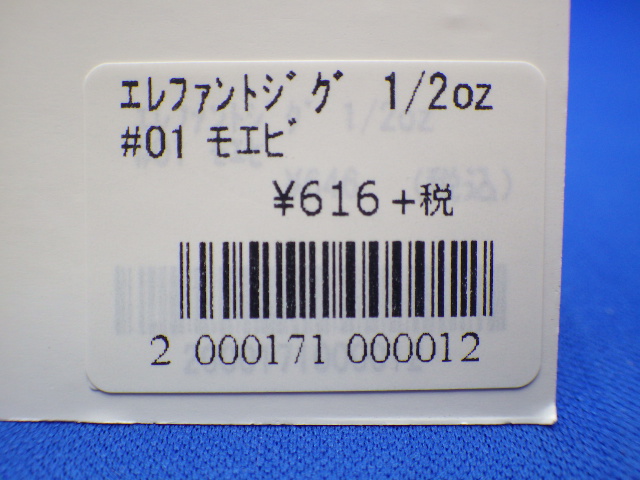 エレファントジグ 1/2oz
#01 モエビ
¥616+税
2 000171 000012